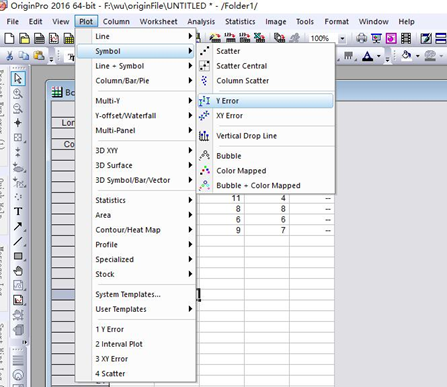 OriginPro 2016 64-bit - F:\wu\originFile\UNTITLED * - /Folder1/
File Edit View Plot Column Worksheet Analysis Statistics Image Tools Format Window Help
100%
Line
Symbol
Line + Symbol
Column/Bar/Pie
Multi-Y
Y-offset/Waterfall
Multi-Panel
3D XYY
3D Surface
3D Symbol/Bar/Vector
Statistics
Area
Contour/Heat Map
Profile
Specialized
Stock
System Templates...
User Templates
1 Y Error
2 Interval Plot
3 XY Error
4 Scatter
Scatter
Scatter Central
Column Scatter
Y Error
XY Error
Vertical Drop Line
Bubble
Color Mapped
Bubble + Color Mapped
11 4 --
8 8 --
6 6 --
9 7 --